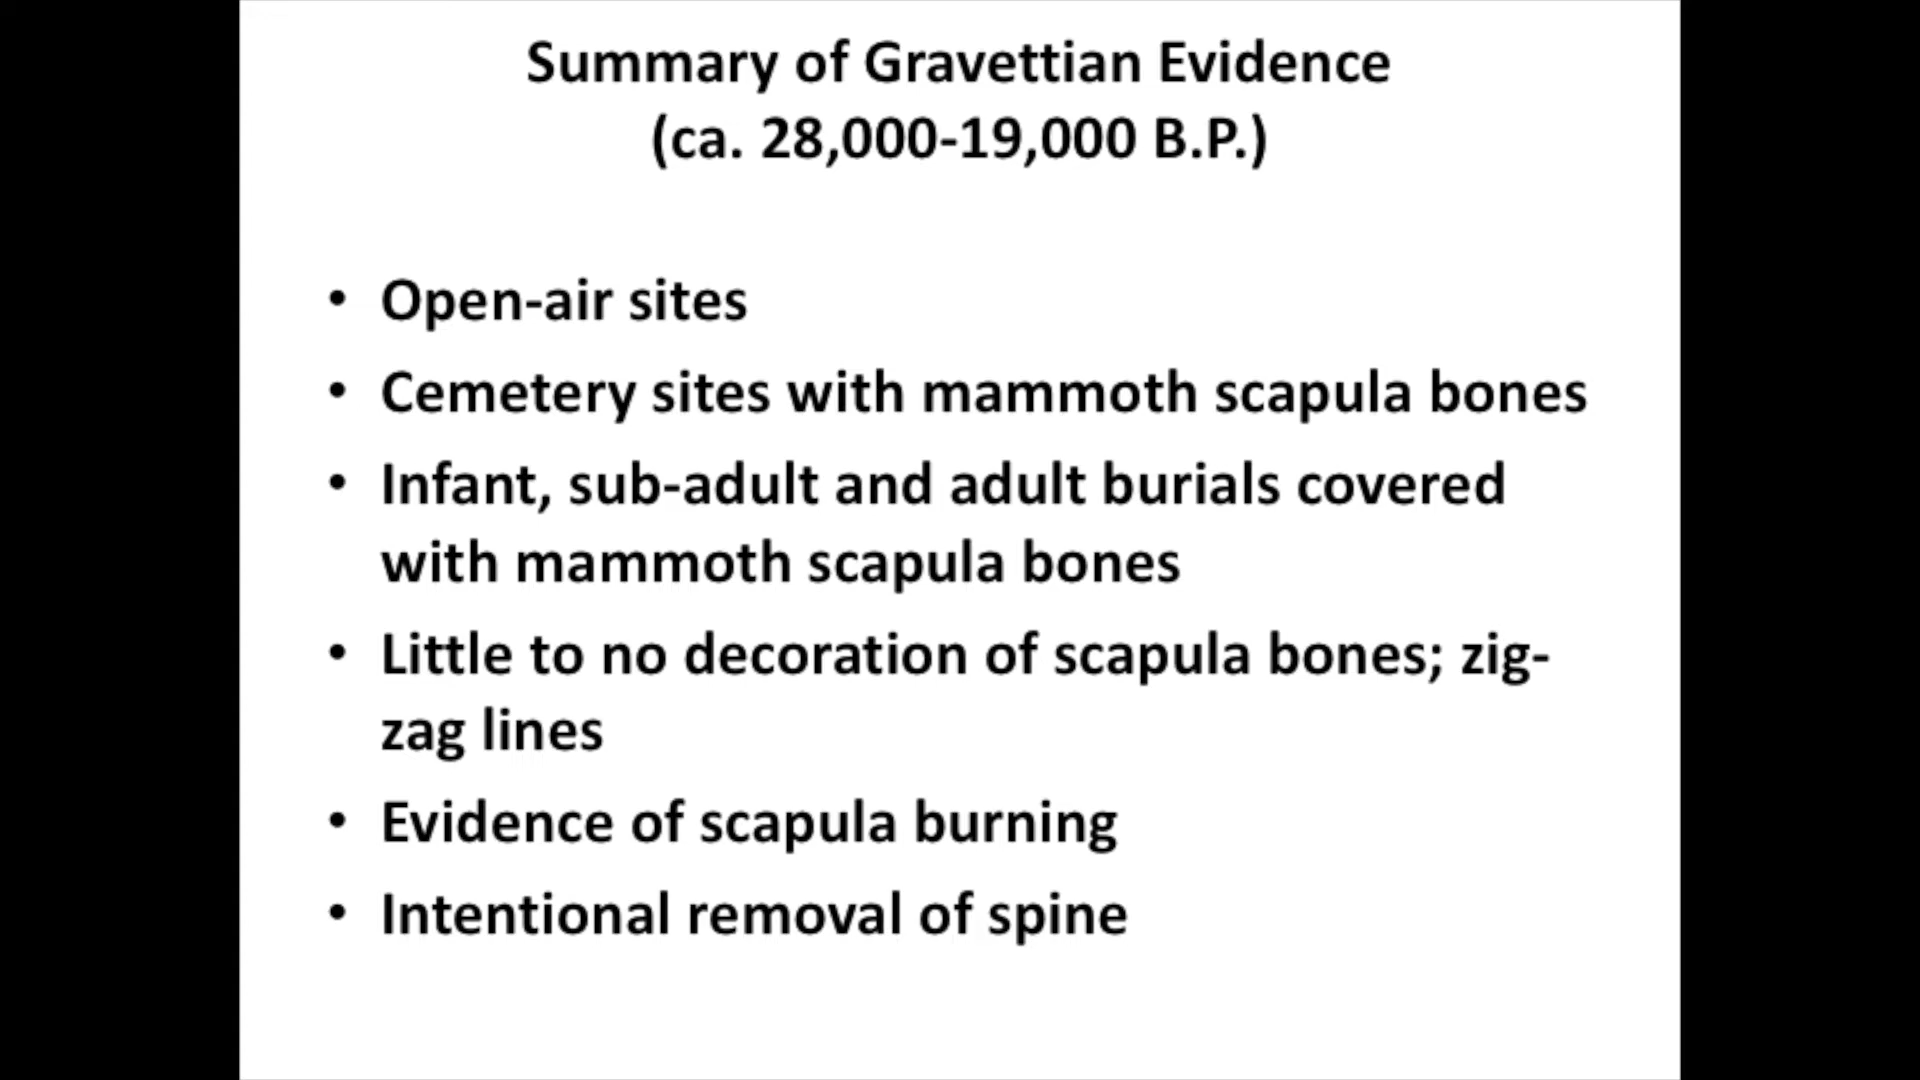 Summary of Gravettian Evidence
(ca. 28,000-19,000 B.P.)
• Open-air sites
• Cemetery sites with mammoth scapula bones
• Infant, sub-adult and adult burials covered
with mammoth scapula bones
• Little to no decoration of scapula bones; zig-
zag lines
• Evidence of scapula burning
• Intentional removal of spine